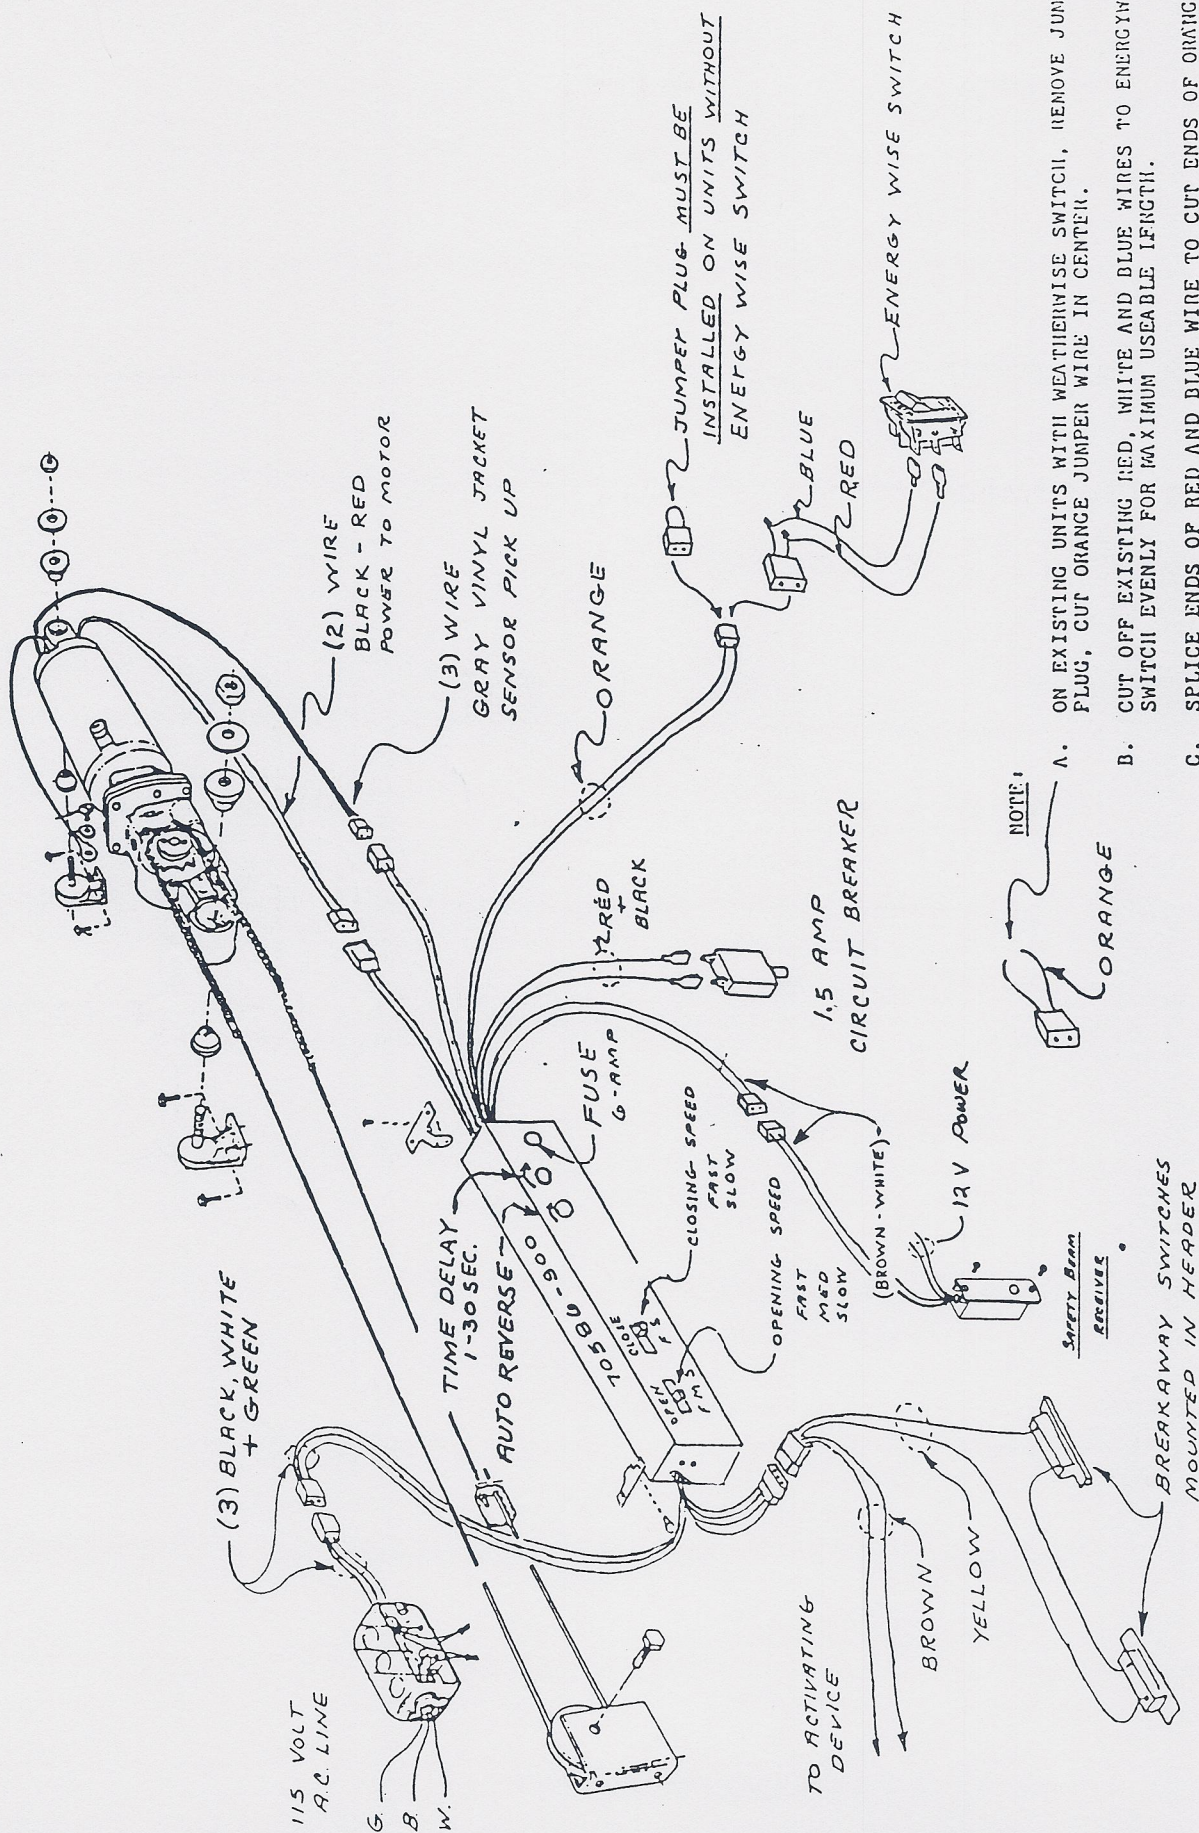 115 VOLT
A.C. LINE
G.
B.
W.
(3) BLACK, WHITE
+ GREEN
TIME DELAY
1-30 SEC.
AUTO REVERSE
70586-900
OPEN
F M S
CLOSE
F S
FUSE
6-AMP
CLOSING SPEED
FAST
SLOW
OPENING SPEED
FAST
MED
SLOW
(2) WIRE
BLACK - RED
POWER TO MOTOR
(3) WIRE
GRAY VINYL JACKET
SENSOR PICK UP
ORANGE
RED
+
BLACK
1.5 AMP
CIRCUIT BREAKER
JUMPER PLUG MUST BE
INSTALLED ON UNITS WITHOUT
ENERGY WISE SWITCH
BLUE
RED
ENERGY WISE SWITCH
(BROWN-WHITE)
12V POWER
SAFETY BEAM
RECEIVER
TO ACTIVATING
DEVICE
BROWN
YELLOW
BREAKAWAY SWITCHES
MOUNTED IN HEADER
ORANGE
NOTE:
A. ON EXISTING UNITS WITH WEATHERWISE SWITCH, REMOVE JUM
PLUG, CUT ORANGE JUMPER WIRE IN CENTER.
B. CUT OFF EXISTING RED, WHITE AND BLUE WIRES TO ENERGYW
SWITCH EVENLY FOR MAXIMUM USEABLE LENGTH.
C. SPLICE ENDS OF RED AND BLUE WIRE TO CUT ENDS OF ORANG